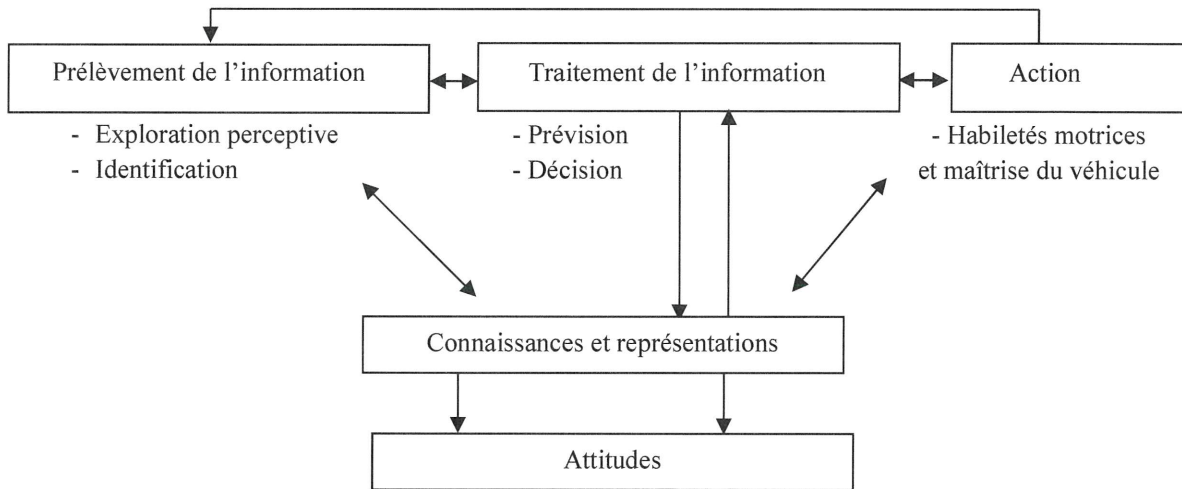 Prélèvement de l'information
Traitement de l'information
Action
- Exploration perceptive
- Identification
- Prévision
- Décision
- Habiletés motrices
et maîtrise du véhicule
Connaissances et représentations
Attitudes